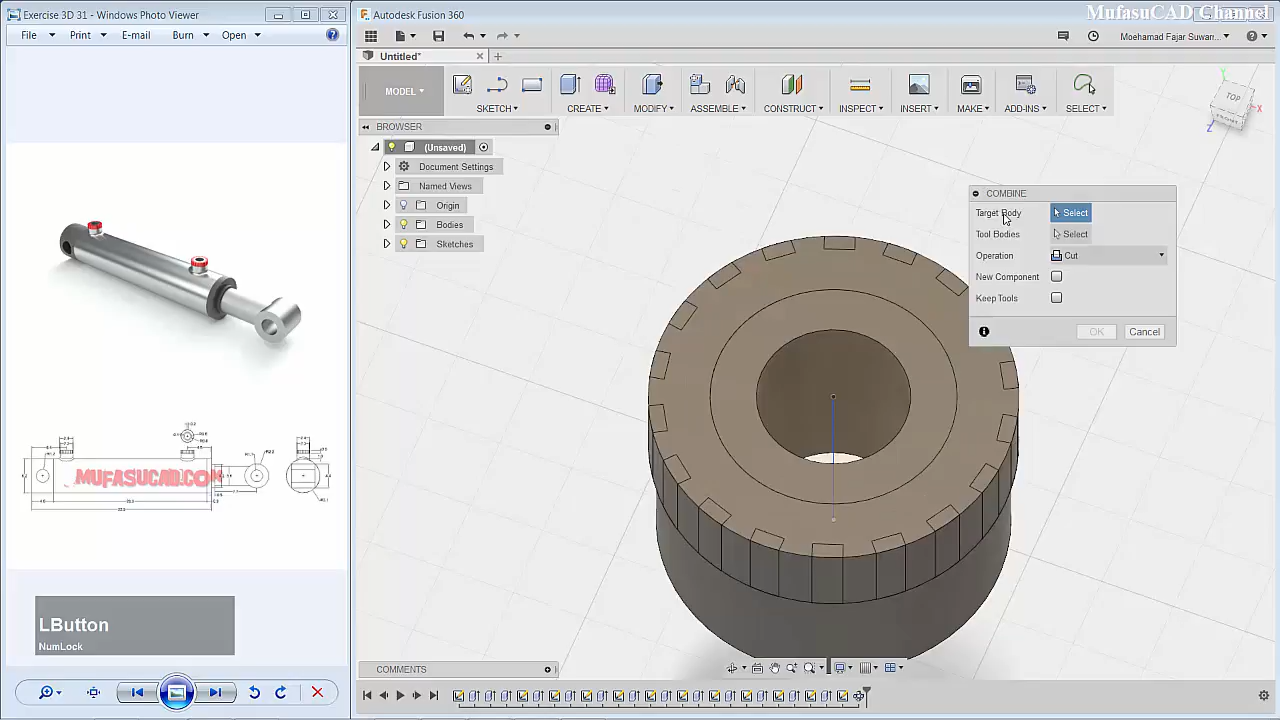 Exercise 3D 31 - Windows Photo Viewer
File
Print
E-mail
Burn
Open
MUFASUCAD.COM
LButton
NumLock
Autodesk Fusion 360
MufasuCAD Channel
Moehamad Fajar Suwan...
Untitled*
MODEL
SKETCH
CREATE
MODIFY
ASSEMBLE
CONSTRUCT
INSPECT
INSERT
MAKE
ADD-INS
SELECT
BROWSER
(Unsaved)
Document Settings
Named Views
Origin
Bodies
Sketches
TOP
X
Y
Z
COMBINE
Target Body Select
Tool Bodies Select
Operation Cut
New Component
Keep Tools
OK Cancel
COMMENTS